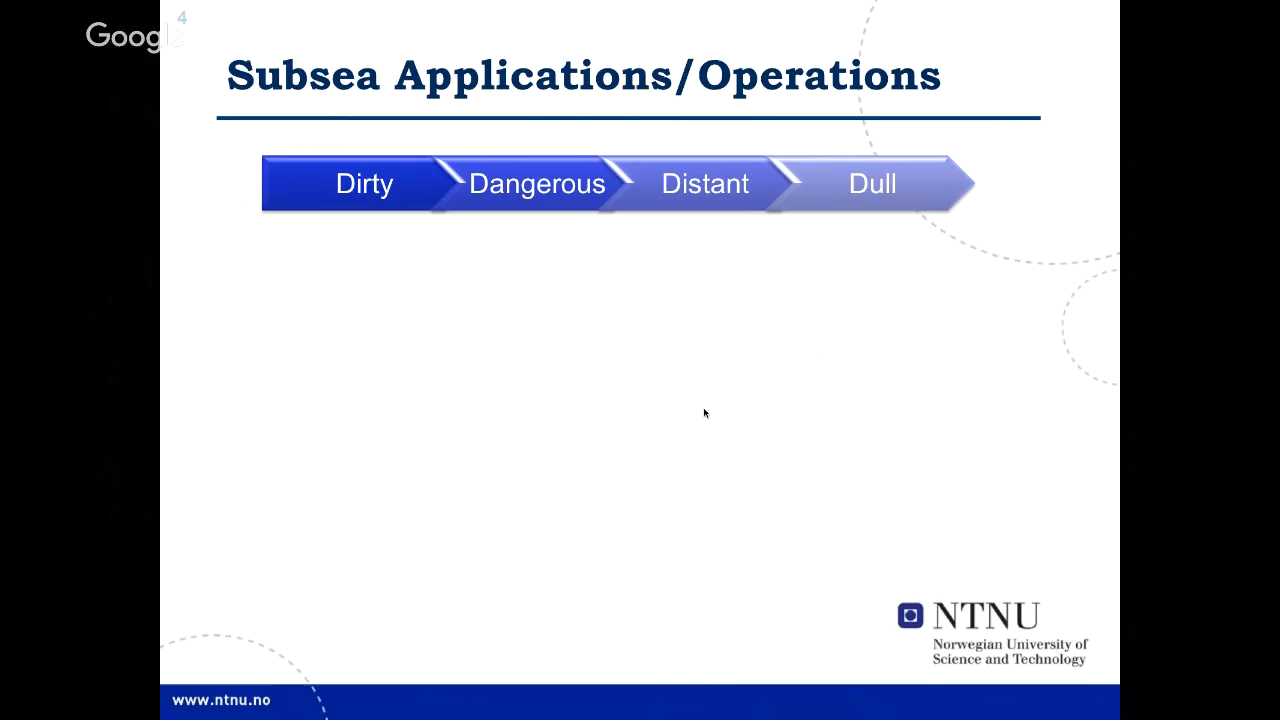 4
Google
Subsea Applications/Operations
Dirty Dangerous Distant Dull
NTNU
Norwegian University of
Science and Technology
www.ntnu.no